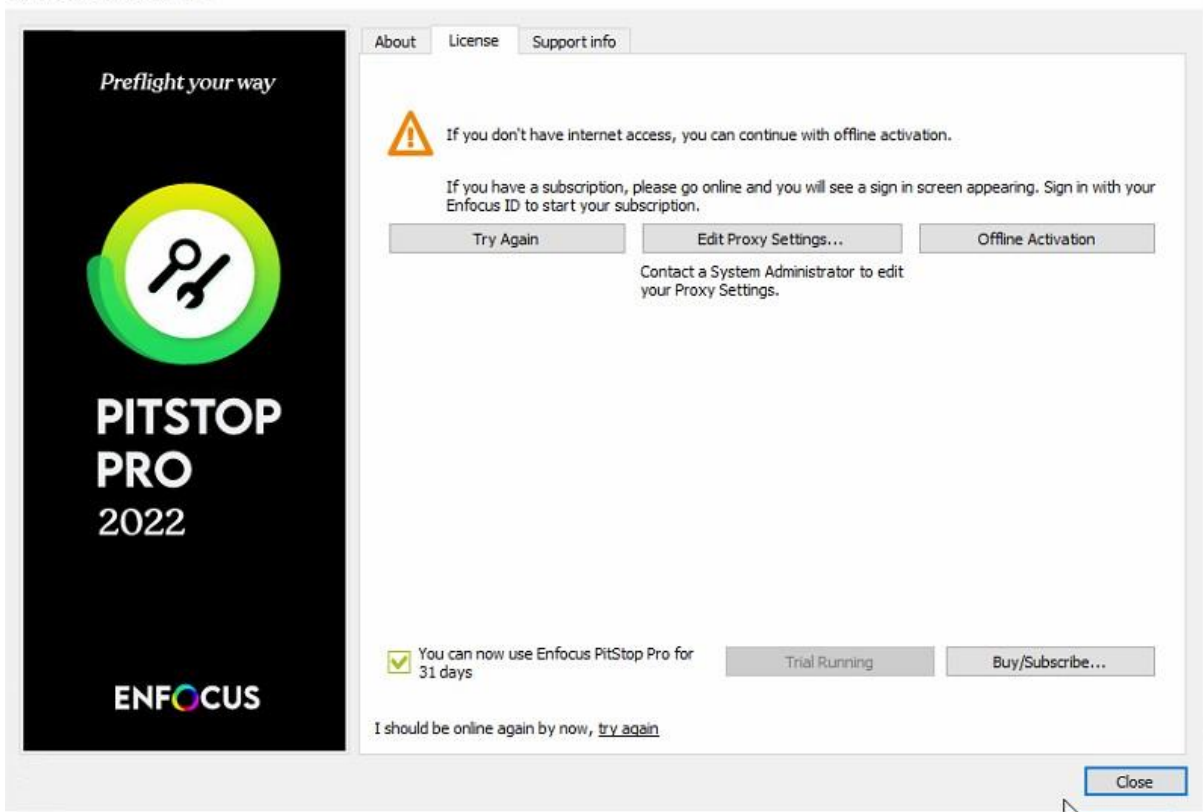 Preflight your way
PITSTOP
PRO
2022
ENFOCUS
About License Support info
If you don't have internet access, you can continue with offline activation.
If you have a subscription, please go online and you will see a sign in screen appearing. Sign in with your
Enfocus ID to start your subscription.
Try Again Edit Proxy Settings... Offline Activation
Contact a System Administrator to edit
your Proxy Settings.
You can now use Enfocus PitStop Pro for
31 days
Trial Running Buy/Subscribe...
I should be online again by now, try again
Close